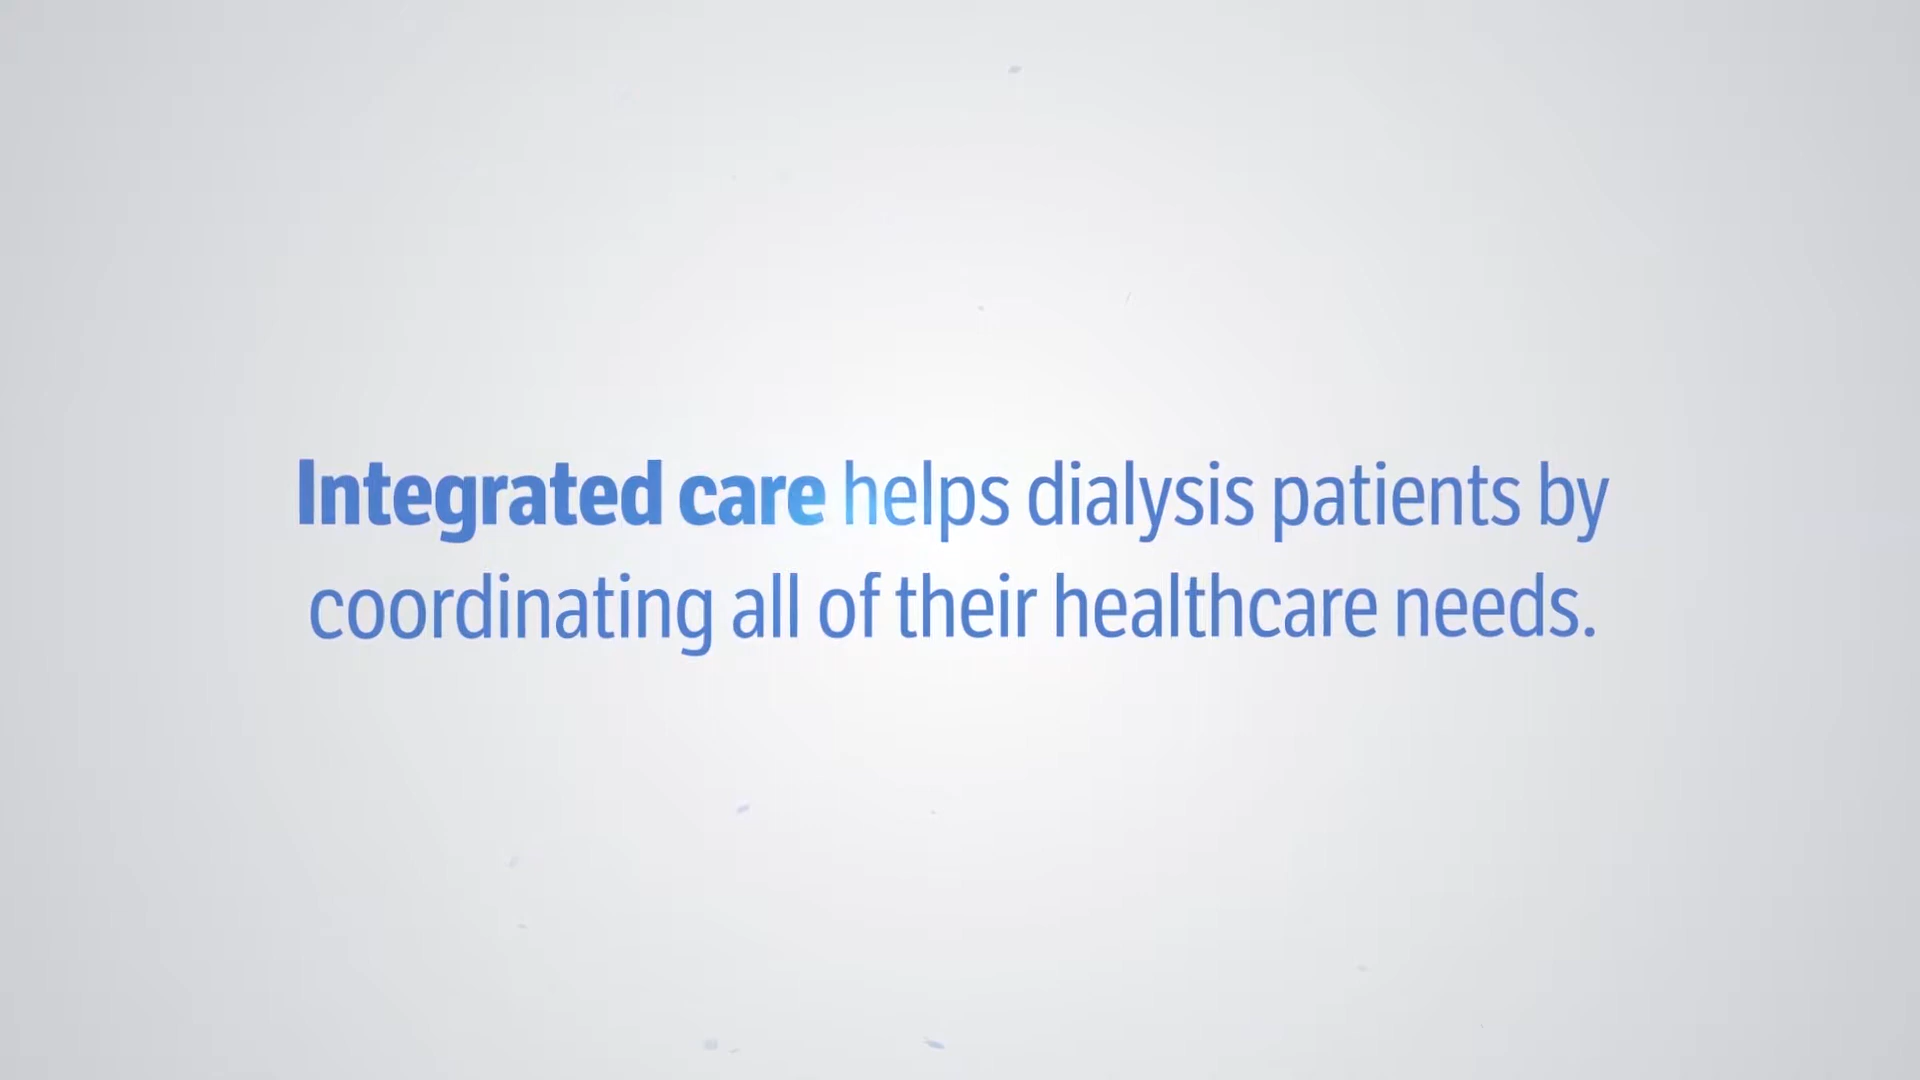 Integrated care helps dialysis patients by
coordinating all of their healthcare needs.